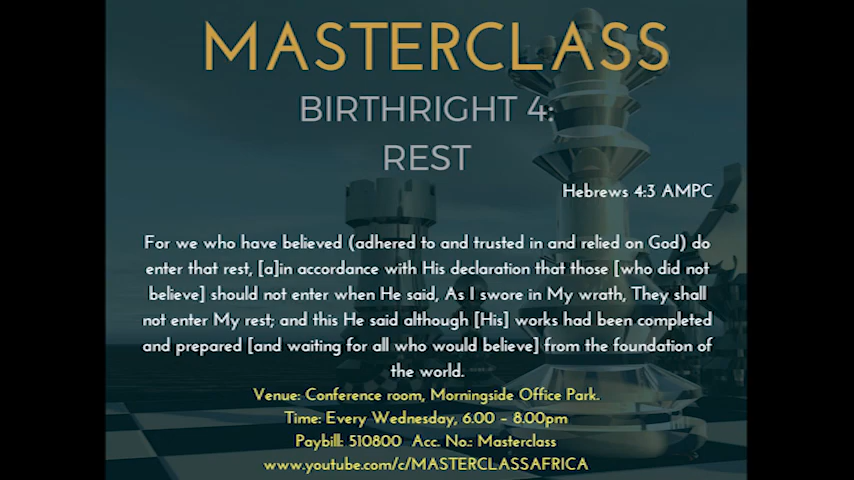 MASTERCLASS
BIRTHRIGHT 4:
REST
Hebrews 4:3 AMPC
For we who have believed (adhered to and trusted in and relied on God) do
enter that rest, [a]in accordance with His declaration that those [who did not
believe] should not enter when He said, As I swore in My wrath, They shall
not enter My rest; and this He said although [His] works had been completed
and prepared [and waiting for all who would believe] from the foundation of
the world.
Venue: Conference room, Morningside Office Park.
Time: Every Wednesday, 6.00 - 8.00pm
Paybill: 510800 Acc. No.: Masterclass
www.youtube.com/c/MASTERCLASSAFRICA